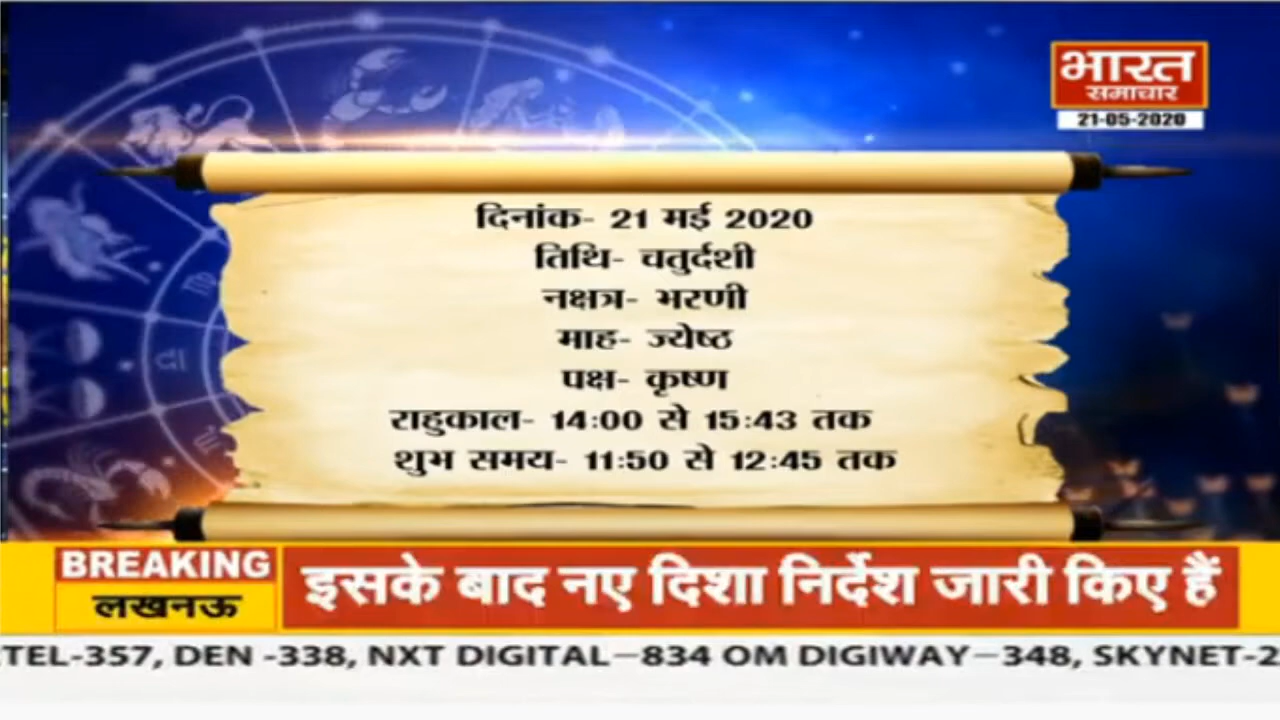 भारत
समाचार
21-05-2020
दिनांक- 21 मई 2020
तिथि- चतुर्दशी
नक्षत्र- भरणी
माह- ज्येष्ठ
पक्ष- कृष्ण
राहुकाल- 14:00 से 15:43 तक
शुभ समय- 11:50 से 12:45 तक
BREAKING
लखनऊ
इसके बाद नए दिशा निर्देश जारी किए हैं
TEL-357, DEN -338, NXT DIGITAL-834 OM DIGIWAY-348, SKYNET-2